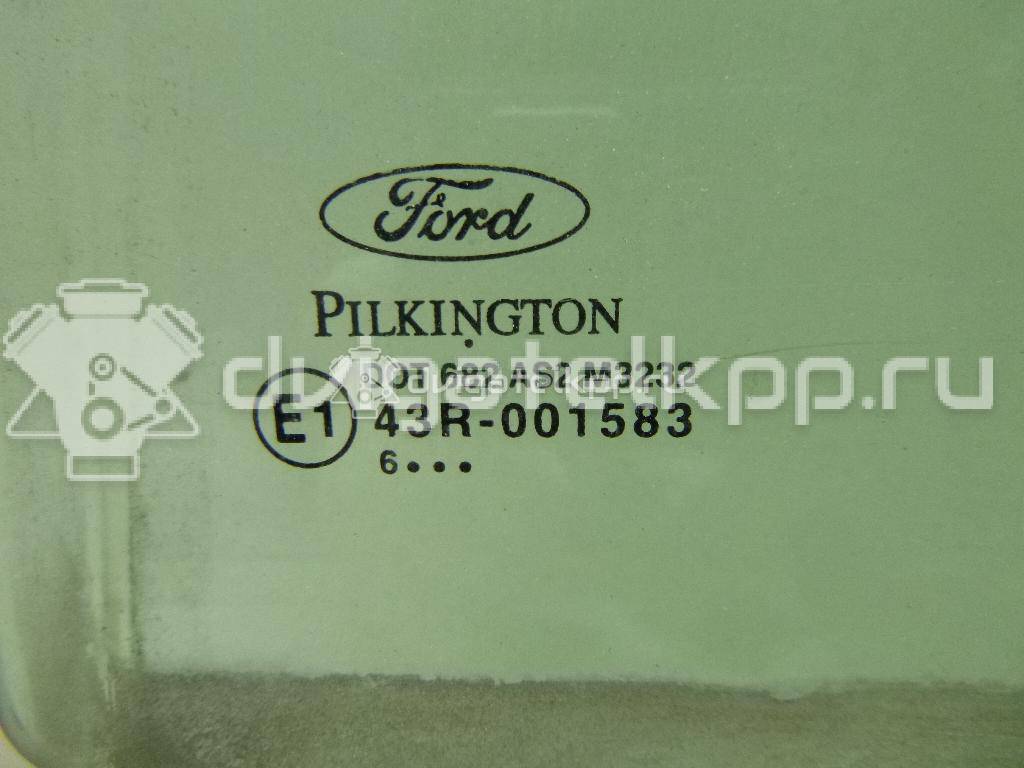 Ford
PILKINGTON
DOT 682 AS2 M3232
E1 43R-001583
6•••
dvigatelkpp.ru